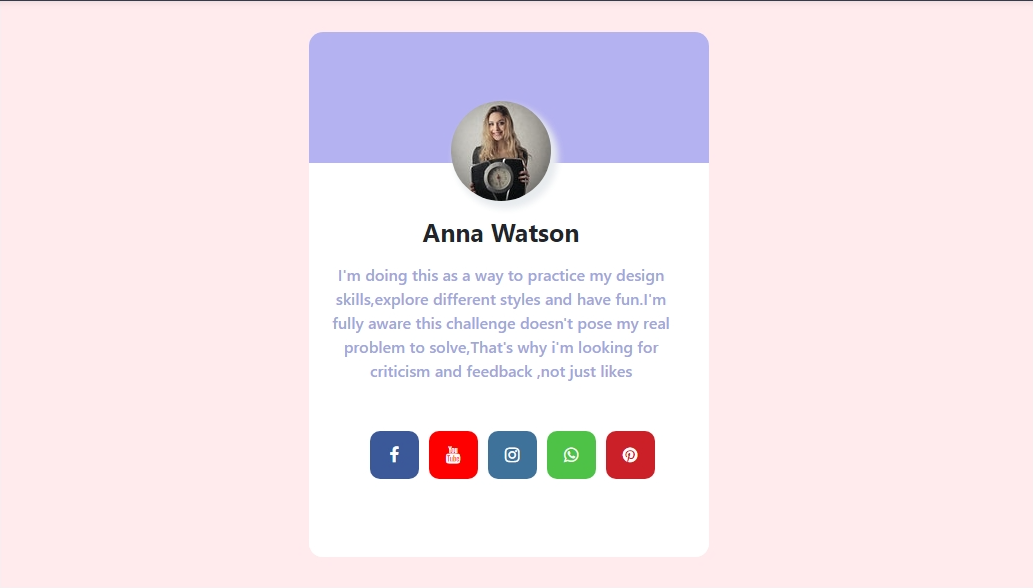 Anna Watson
I'm doing this as a way to practice my design
skills,explore different styles and have fun.I'm
fully aware this challenge doesn't pose my real
problem to solve,That's why i'm looking for
criticism and feedback ,not just likes
You
Tube